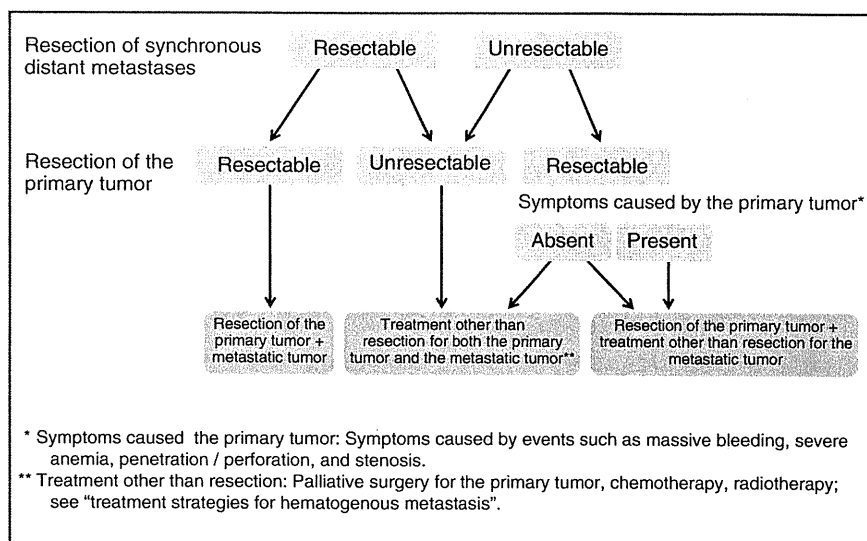 Resection of synchronous
distant metastases
Resectable
Unresectable
Resection of the
primary tumor
Resectable
Unresectable
Resectable
Symptoms caused by the primary tumor*
Absent
Present
Resection of the
primary tumor +
metastatic tumor
Treatment other than
resection for both the primary
tumor and the metastatic tumor**
Resection of the primary tumor +
treatment other than resection for the
metastatic tumor
* Symptoms caused the primary tumor: Symptoms caused by events such as massive bleeding, severe
anemia, penetration / perforation, and stenosis.
** Treatment other than resection: Palliative surgery for the primary tumor, chemotherapy, radiotherapy;
see “treatment strategies for hematogenous metastasis”.